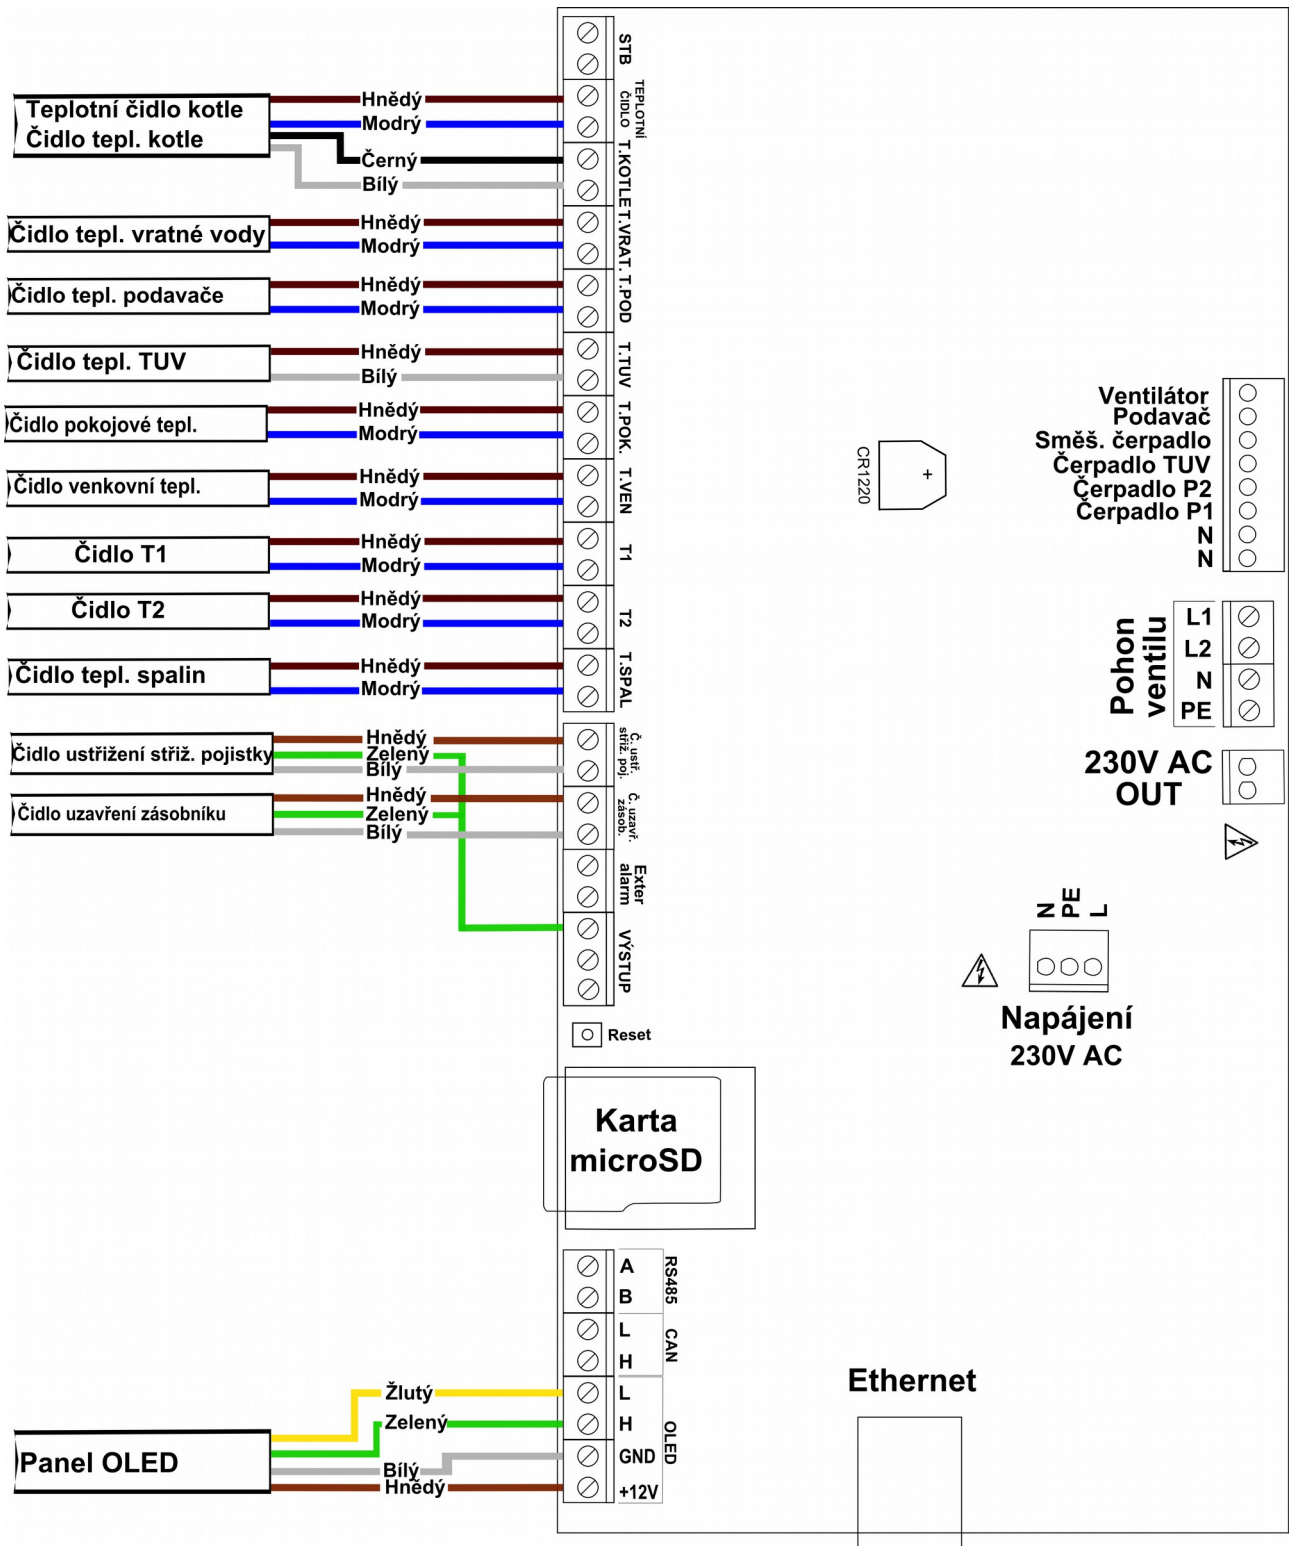 STB
Teplotní čidlo kotle
Čidlo tepl. kotle
Hnědý
Modrý
Černý
Bílý
TEPLOTNÍ
ČIDLO
T.KOTLE
Čidlo tepl. vratné vody
Hnědý
Modrý
T.VRAT.
Čidlo tepl. podavače
Hnědý
Modrý
T.POD
Čidlo tepl. TUV
Hnědý
Bílý
T.TUV
Čidlo pokojové tepl.
Hnědý
Modrý
T.POK.
Čidlo venkovní tepl.
Hnědý
Modrý
T.VEN
Čidlo T1
Hnědý
Modrý
T1
Čidlo T2
Hnědý
Modrý
T2
Čidlo tepl. spalin
Hnědý
Modrý
T.SPAL
Čidlo ustřižení střiž. pojistky
Hnědý
Zelený
Bílý
Č. ustř.
střiž. poj.
Čidlo uzavření zásobníku
Hnědý
Zelený
Bílý
Č. uzavř.
zásob.
Exter
alarm
VÝSTUP
Reset
Karta
microSD
A
B
RS485
L
H
CAN
Panel OLED
Žlutý
Zelený
Bílý
Hnědý
L
H
GND
+12V
OLED
CR1220
+
Ventilátor
Podavač
Směš. čerpadlo
Čerpadlo TUV
Čerpadlo P2
Čerpadlo P1
N
N
Pohon
ventilu
L1
L2
N
PE
230V AC
OUT
N
PE
L
Napájení
230V AC
Ethernet